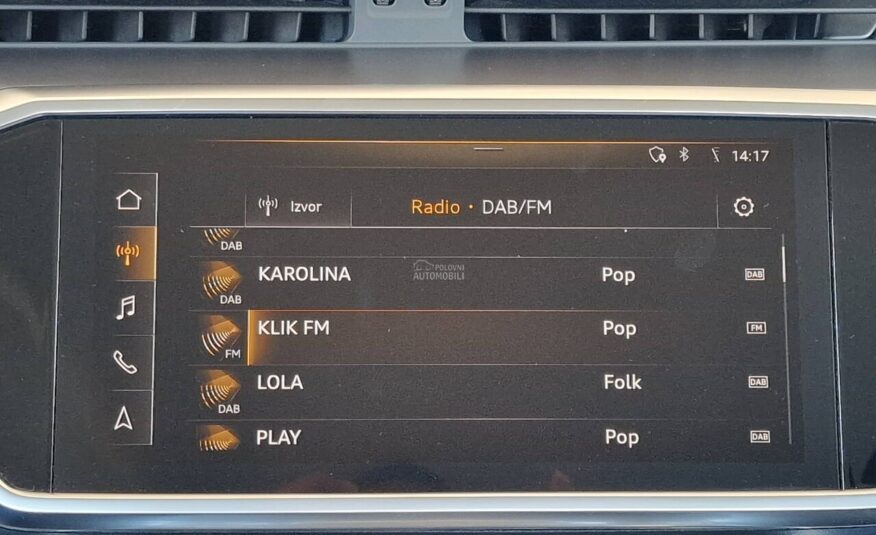 14:17
Izvor Radio · DAB/FM
DAB
KAROLINA Pop DAB
DAB
POLOVNI
AUTOMOBILI
KLIK FM Pop FM
FM
LOLA Folk DAB
DAB
PLAY Pop DAB